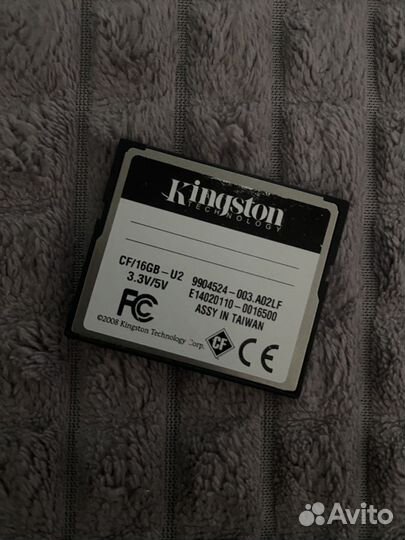 Kingston
TECHNOLOGY
CF/16GB-U2 9904524-003.A02LF
3.3V/5V E14020110-0016500
ASSY IN TAIWAN
FC
CF
CE
©2008 Kingston Technology Corp.
Avito